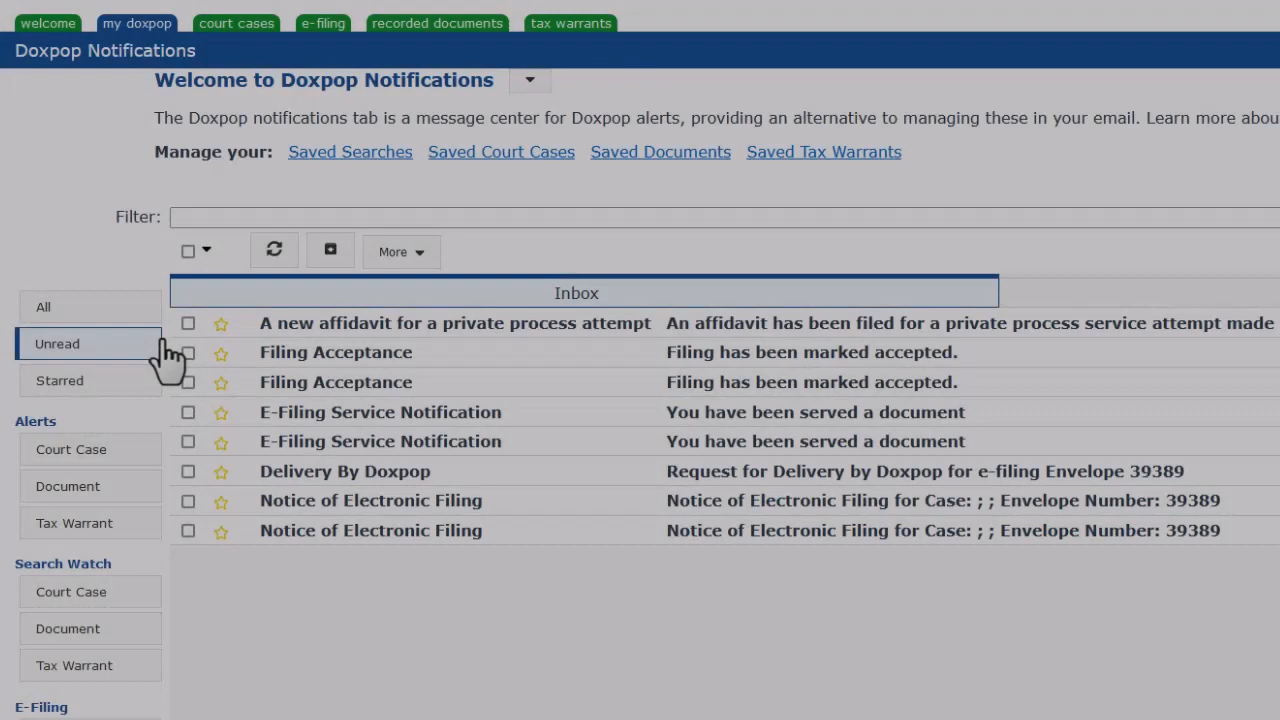 welcome my doxpop court cases e-filing recorded documents tax warrants
Doxpop Notifications
Welcome to Doxpop Notifications
The Doxpop notifications tab is a message center for Doxpop alerts, providing an alternative to managing these in your email. Learn more abou
Manage your: Saved Searches Saved Court Cases Saved Documents Saved Tax Warrants
Filter:
More
Inbox
All
Unread
Starred
Alerts
Court Case
Document
Tax Warrant
Search Watch
Court Case
Document
Tax Warrant
E-Filing
A new affidavit for a private process attempt An affidavit has been filed for a private process service attempt made
Filing Acceptance Filing has been marked accepted.
Filing Acceptance Filing has been marked accepted.
E-Filing Service Notification You have been served a document
E-Filing Service Notification You have been served a document
Delivery By Doxpop Request for Delivery by Doxpop for e-filing Envelope 39389
Notice of Electronic Filing Notice of Electronic Filing for Case: ; ; Envelope Number: 39389
Notice of Electronic Filing Notice of Electronic Filing for Case: ; ; Envelope Number: 39389